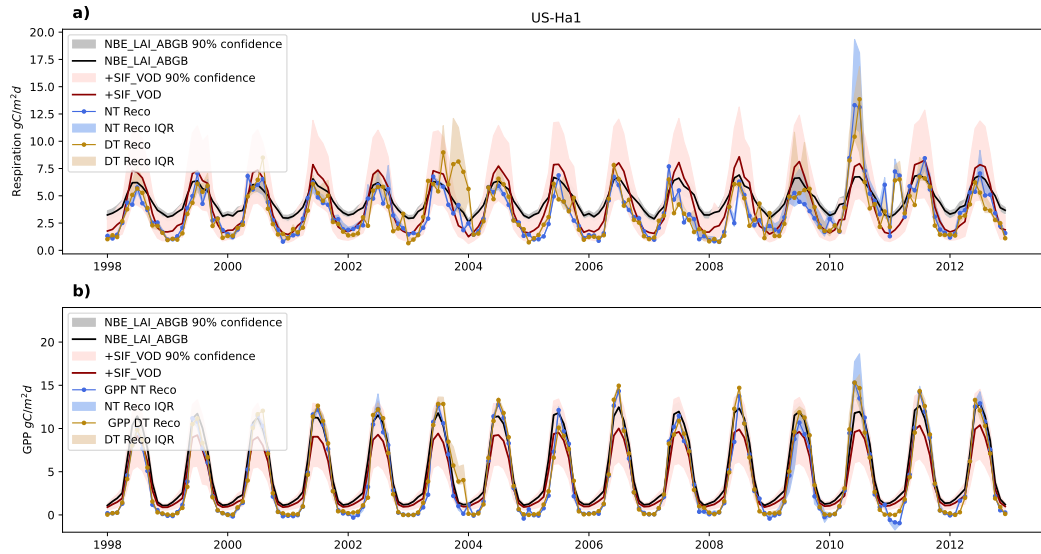 a)
US-Ha1
Respiration gC/m²d
20.0
17.5
15.0
12.5
10.0
7.5
5.0
2.5
0.0
NBE_LAI_ABGB 90% confidence
NBE_LAI_ABGB
+SIF_VOD 90% confidence
+SIF_VOD
NT Reco
NT Reco IQR
DT Reco
DT Reco IQR
1998 2000 2002 2004 2006 2008 2010 2012
b)
GPP gC/m²d
20
15
10
5
0
NBE_LAI_ABGB 90% confidence
NBE_LAI_ABGB
+SIF_VOD 90% confidence
+SIF_VOD
GPP NT Reco
NT Reco IQR
GPP DT Reco
DT Reco IQR
1998 2000 2002 2004 2006 2008 2010 2012